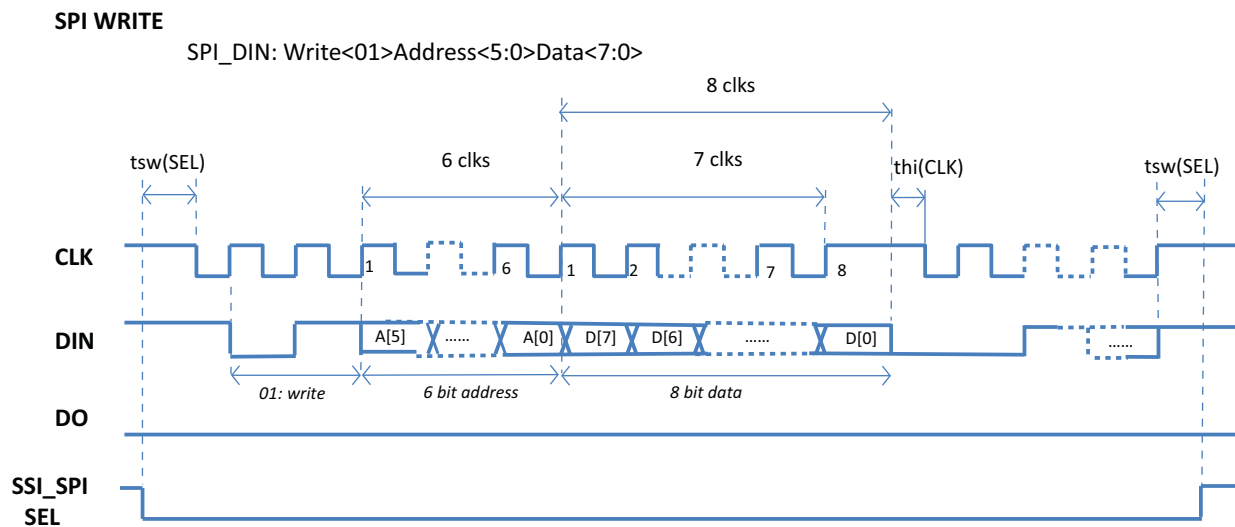 SPI WRITE
SPI_DIN: Write<01>Address<5:0>Data<7:0>
8 clks
tsw(SEL) 6 clks 7 clks thi(CLK) tsw(SEL)
CLK 1 6 1 2 7 8
DIN A[5] ...... A[0] D[7] D[6] ...... D[0] ......
01: write 6 bit address 8 bit data
DO
SSI_SPI
SEL